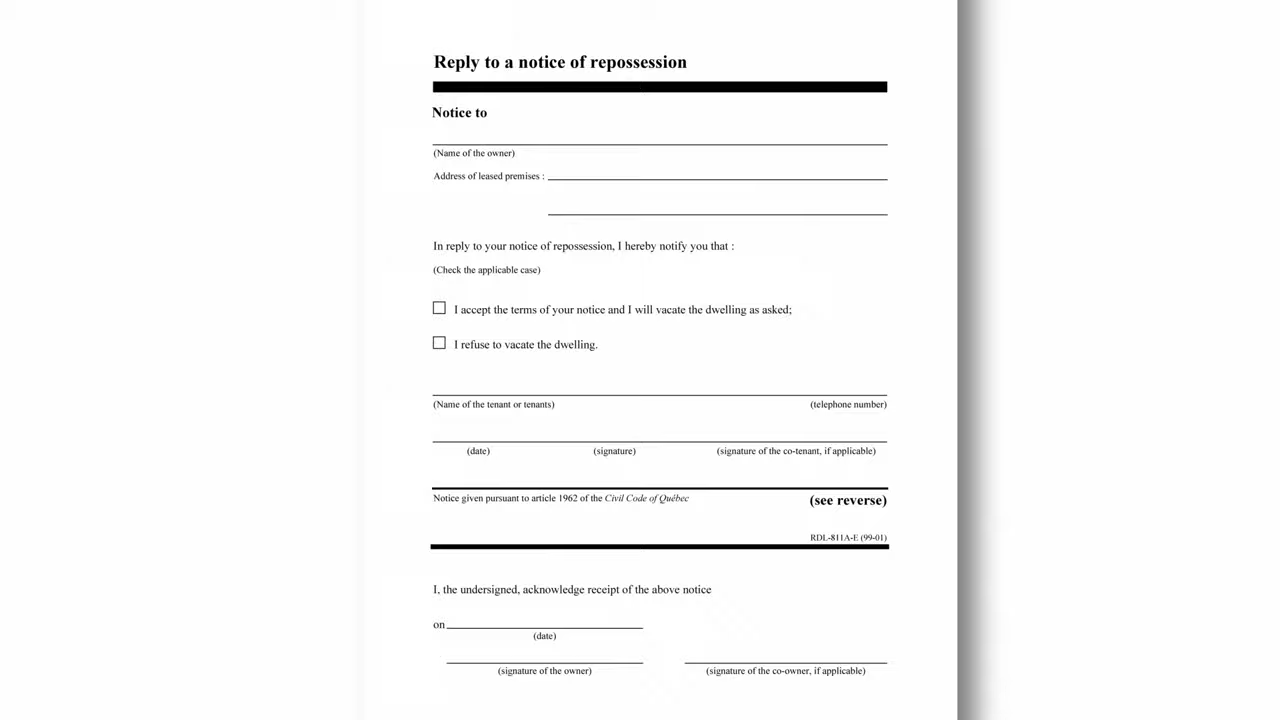 Reply to a notice of repossession
Notice to
(Name of the owner)
Address of leased premises :
In reply to your notice of repossession, I hereby notify you that :
(Check the applicable case)
I accept the terms of your notice and I will vacate the dwelling as asked;
I refuse to vacate the dwelling.
(Name of the tenant or tenants) (telephone number)
(date) (signature) (signature of the co-tenant, if applicable)
Notice given pursuant to article 1962 of the Civil Code of Québec (see reverse)
RDL-811A-E (99-01)
I, the undersigned, acknowledge receipt of the above notice
on
(date)
(signature of the owner) (signature of the co-owner, if applicable)